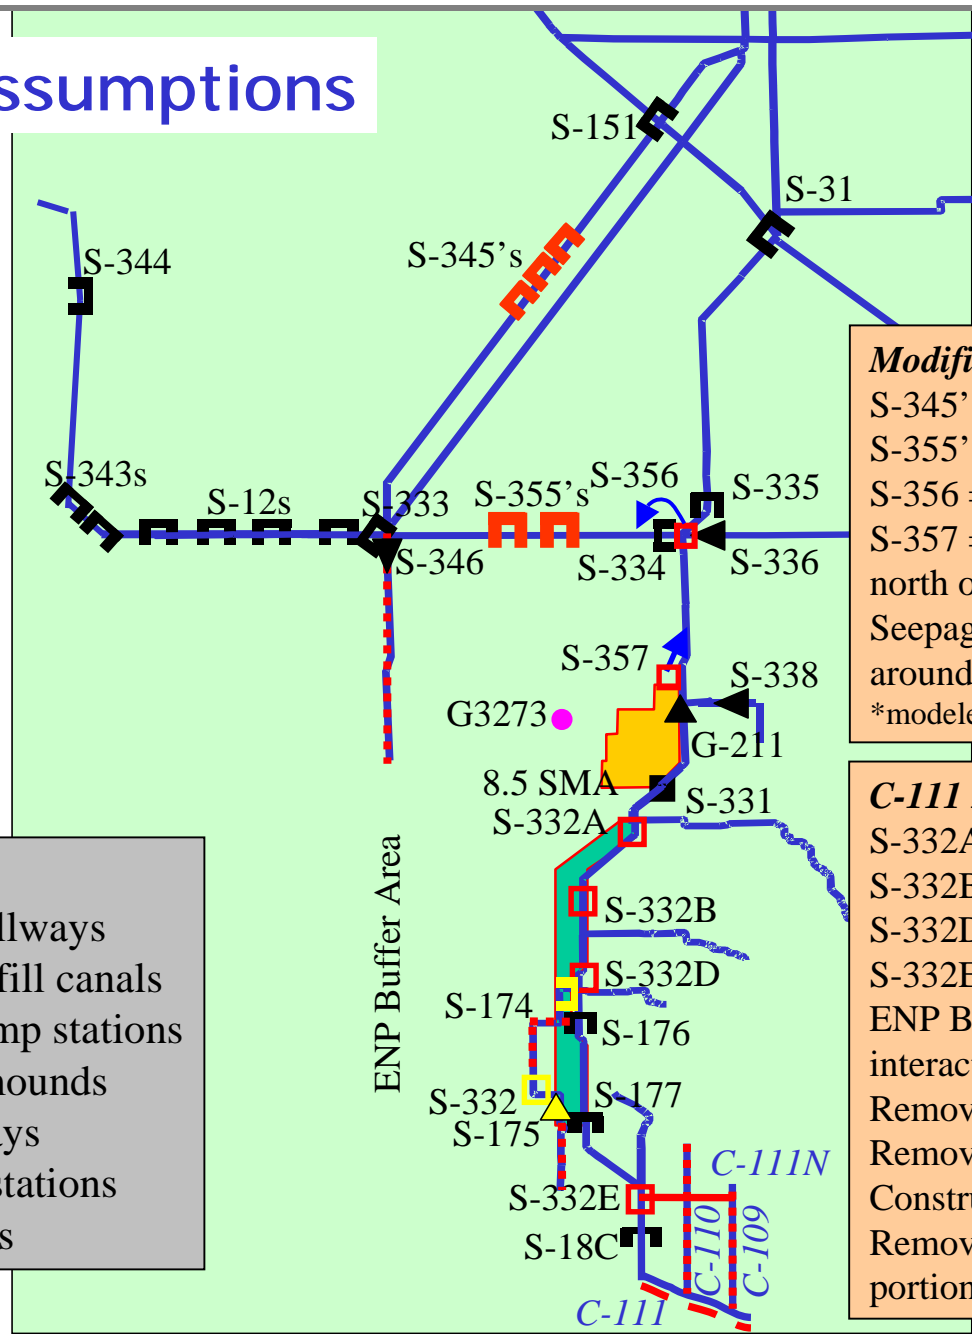 ssumptions
S-151
S-31
S-345's
S-344
S-343s
S-12s
S-333
S-355's
S-356
S-335
S-346
S-334
S-336
S-357
S-338
G3273
G-211
8.5 SMA
S-331
S-332A
ENP Buffer Area
S-332B
S-332D
S-174
S-176
S-332
S-177
S-175
C-111N
S-332E
C-110
C-109
S-18C
C-111
Modifi
S-345'
S-355'
S-356 =
S-357 =
north o
Seepag
around
*modele
C-111
S-332A
S-332B
S-332D
S-332E
ENP B
interac
Remov
Remov
Constru
Remov
portion
llways
fill canals
mp stations
nounds
ays
stations
s